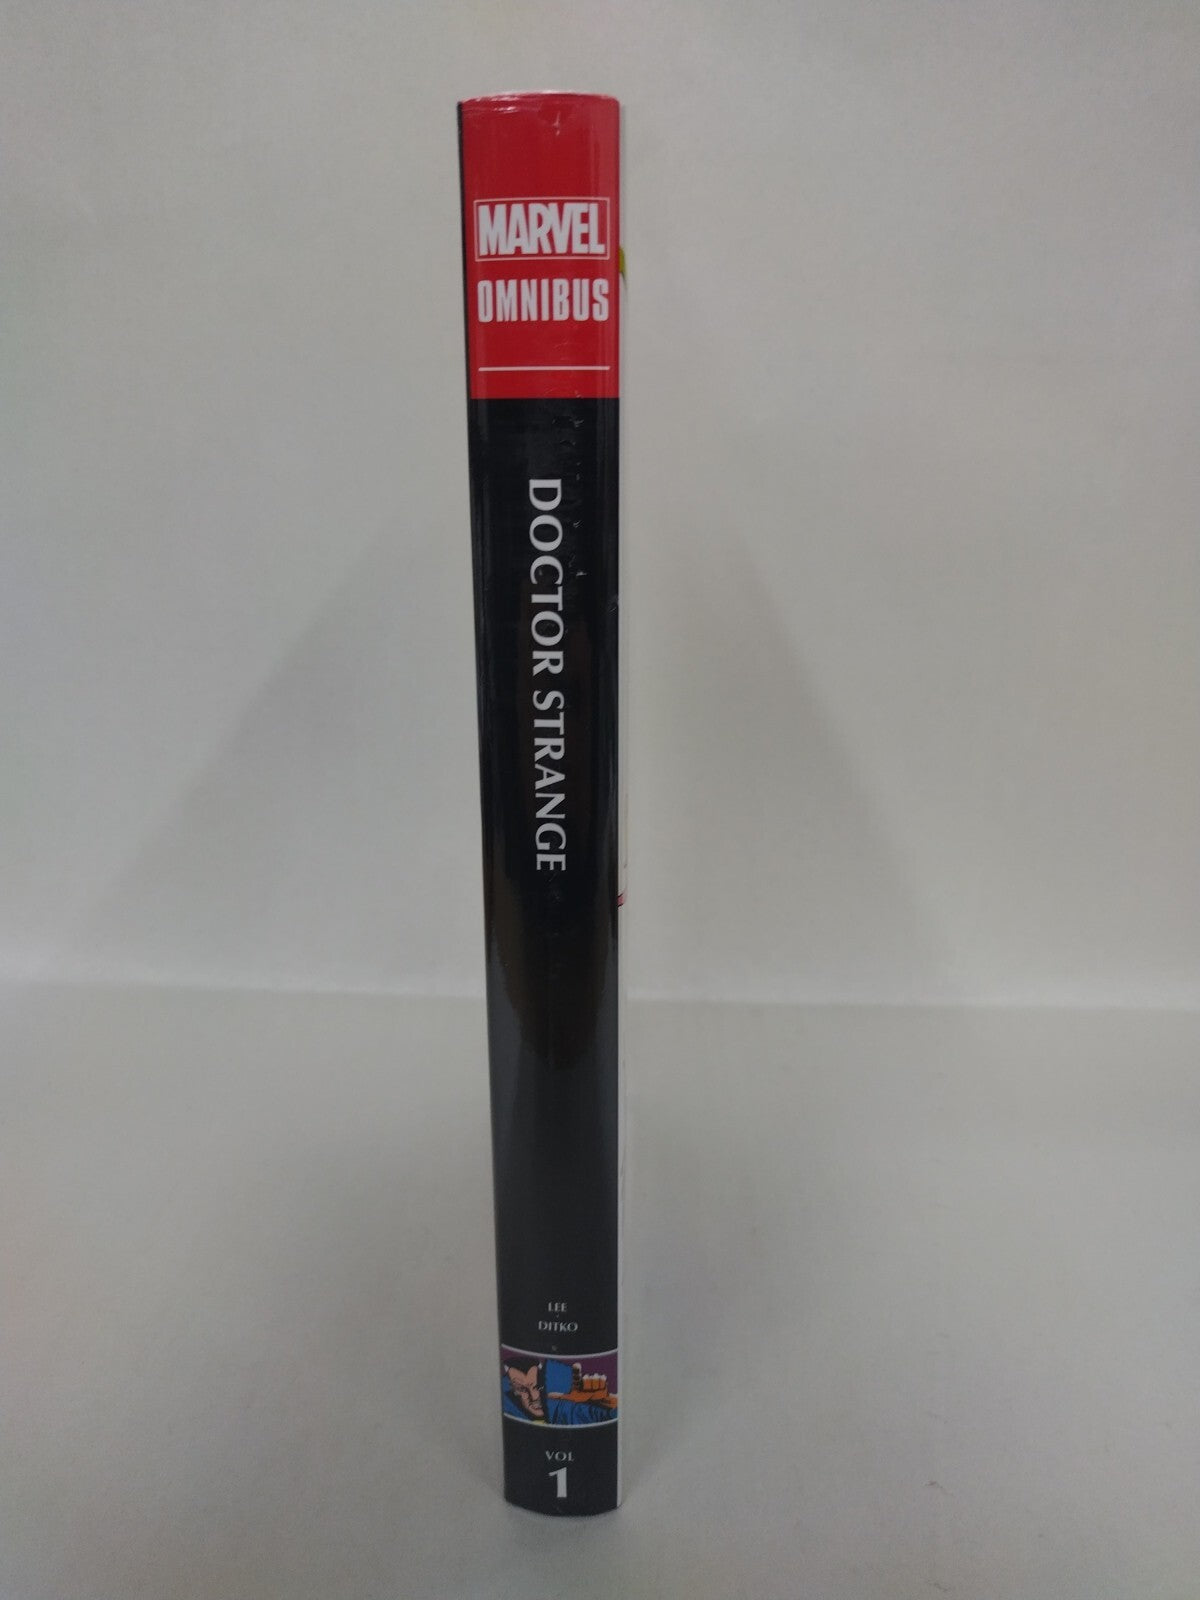 MARVEL
OMNIBUS
DOCTOR STRANGE
LEE
DITKO
VOL
1